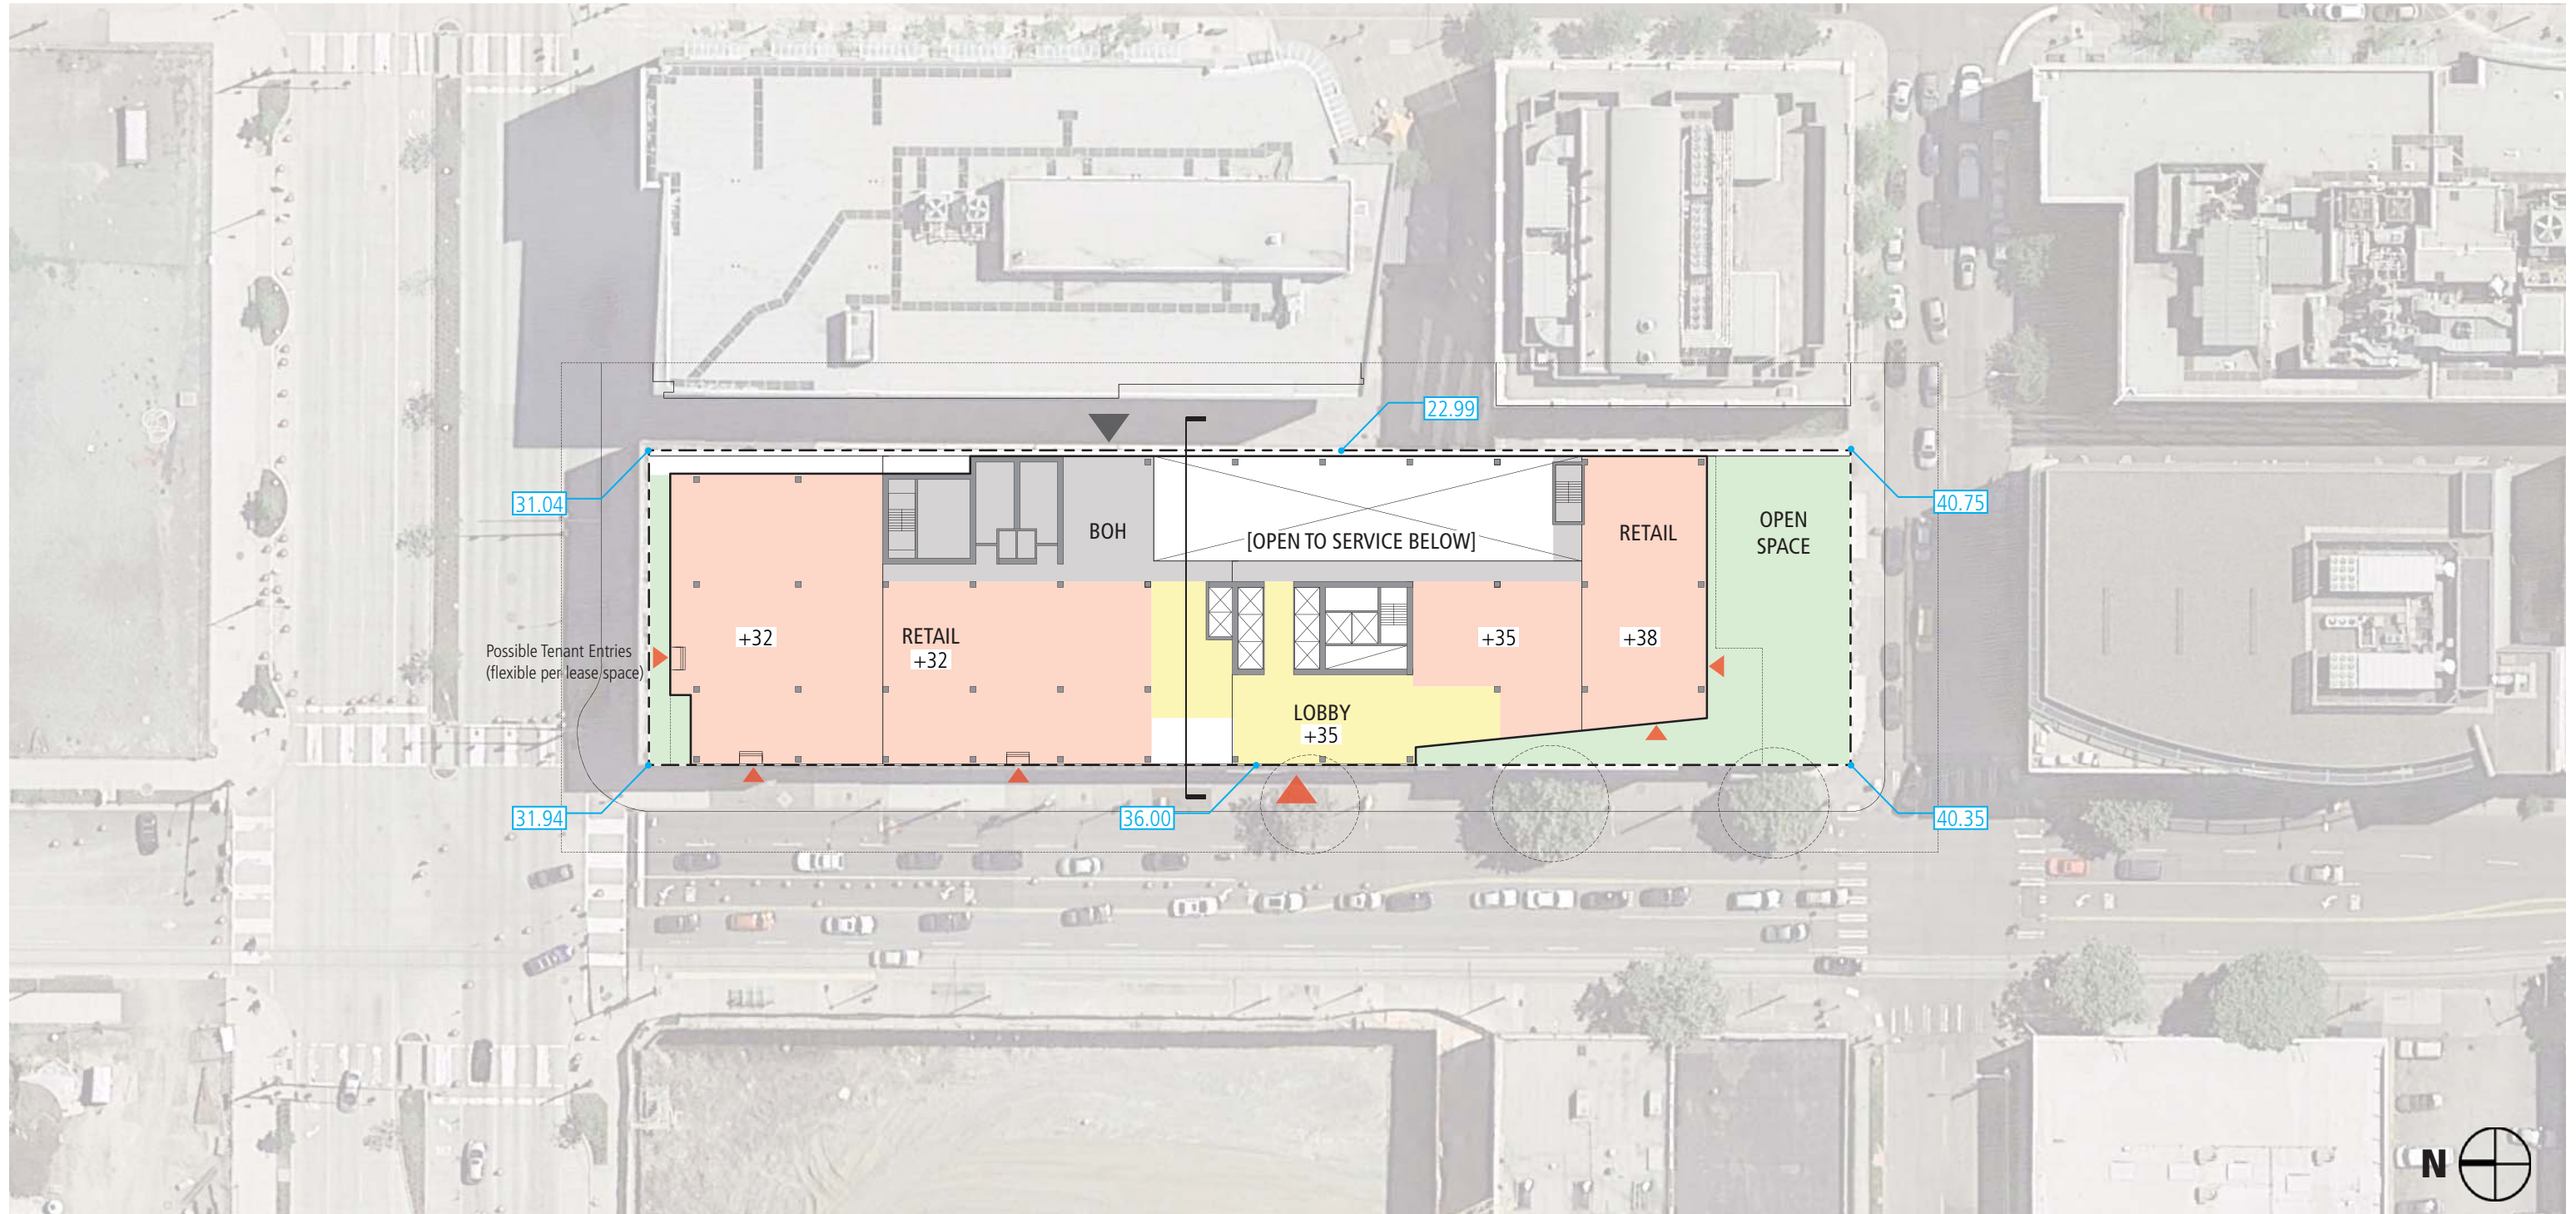 22.99
31.04
40.75
BOH
[OPEN TO SERVICE BELOW]
RETAIL
OPEN
SPACE
Possible Tenant Entries
(flexible per lease space)
+32
RETAIL
+32
+35
+38
LOBBY
+35
31.94
36.00
40.35
N